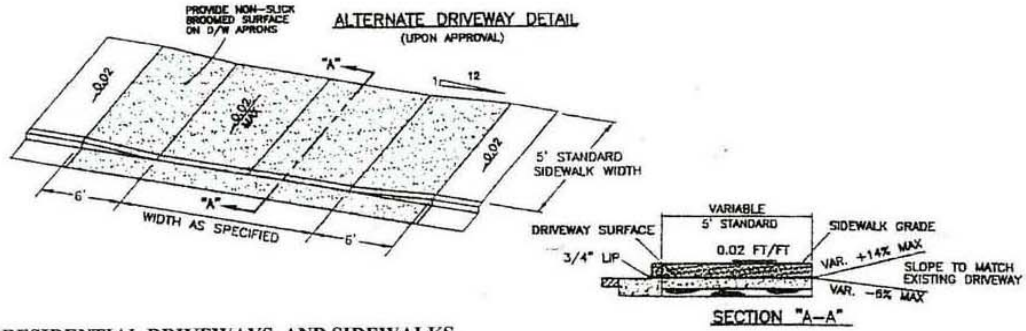 PROVIDE NON-SLICK
BROOMED SURFACE
ON D/W APRONS
ALTERNATE DRIVEWAY DETAIL
(UPON APPROVAL)
"A"
1
12
0.02
0.02
MAX
0.02
5' STANDARD
SIDEWALK WIDTH
6'
"A"
WIDTH AS SPECIFIED
6'
VARIABLE
5' STANDARD
DRIVEWAY SURFACE
SIDEWALK GRADE
0.02 FT/FT
3/4" LIP
VAR. +14% MAX
SLOPE TO MATCH
EXISTING DRIVEWAY
VAR. -6% MAX
SECTION "A-A"
RESIDENTIAL DRIVEWAYS AND SIDEWALKS